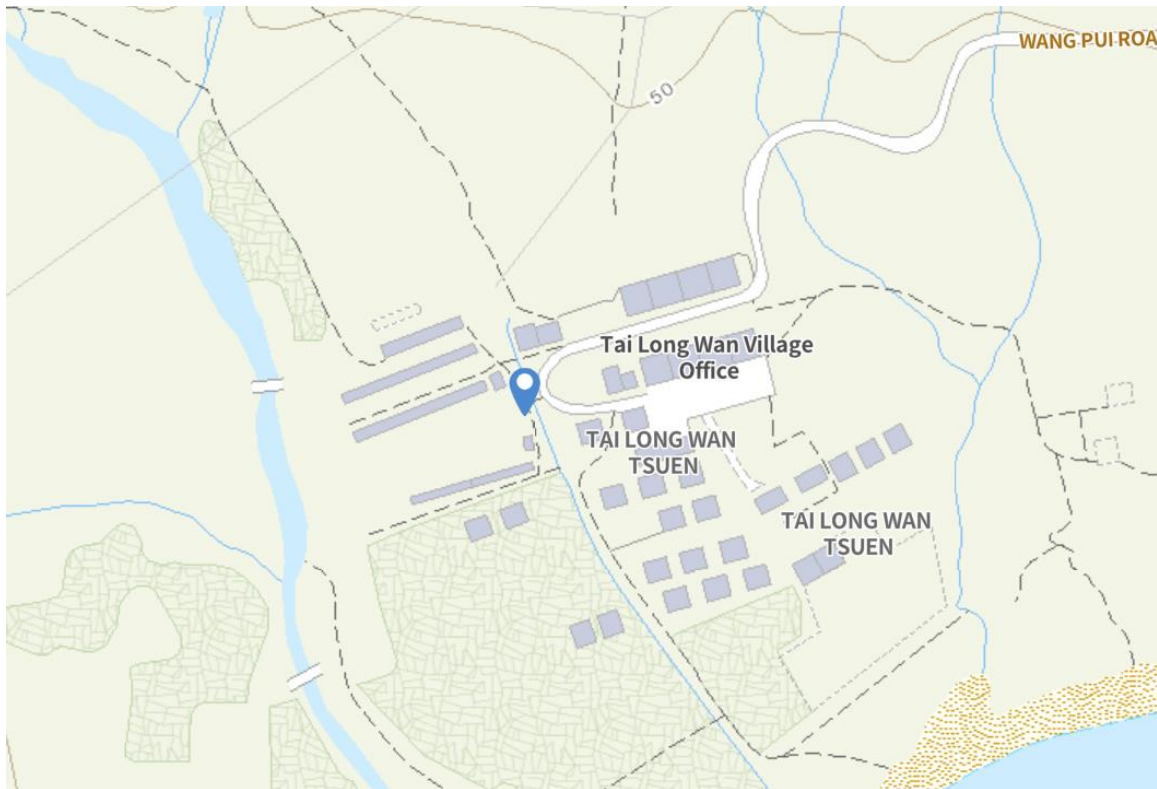 WANG PUI ROA
50
Tai Long Wan Village
Office
TAI LONG WAN
TSUEN
TAI LONG WAN
TSUEN